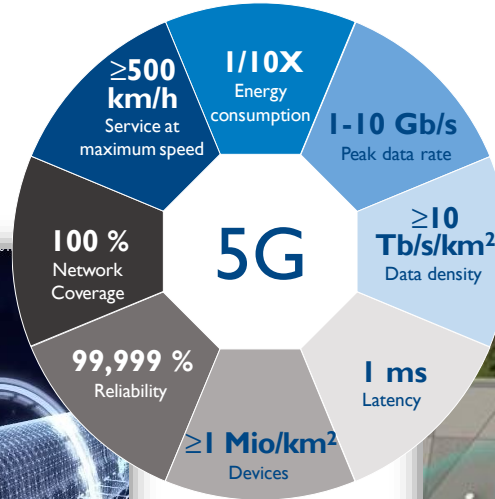 ≥500
km/h
Service at
maximum speed
1/10X
Energy
consumption
1-10 Gb/s
Peak data rate
≥10
Tb/s/km²
Data density
1 ms
Latency
≥1 Mio/km²
Devices
99,999 %
Reliability
100 %
Network
Coverage
5G